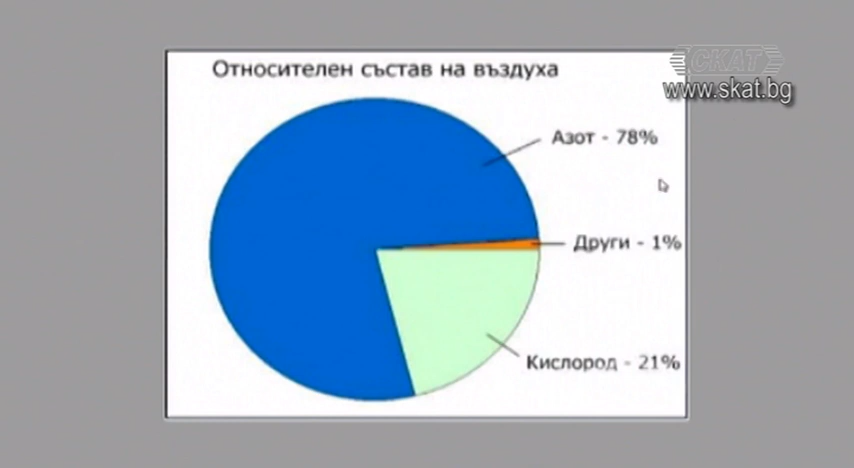 Относителен състав на въздуха
СКАТ
www.skat.bg
Азот - 78%
Други - 1%
Кислород - 21%